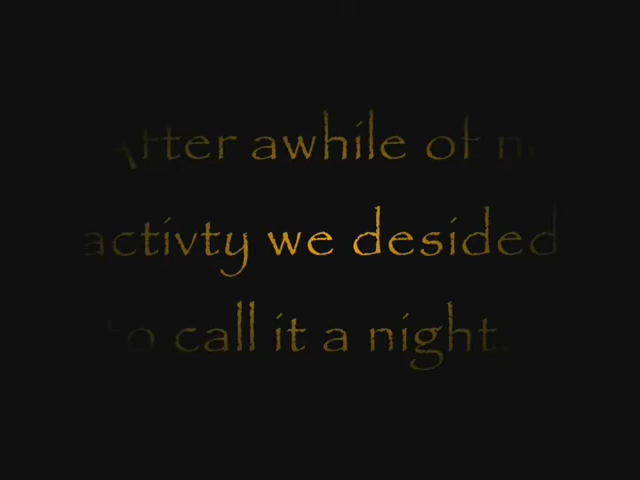 After awhile of
activty we desided
to call it a night.